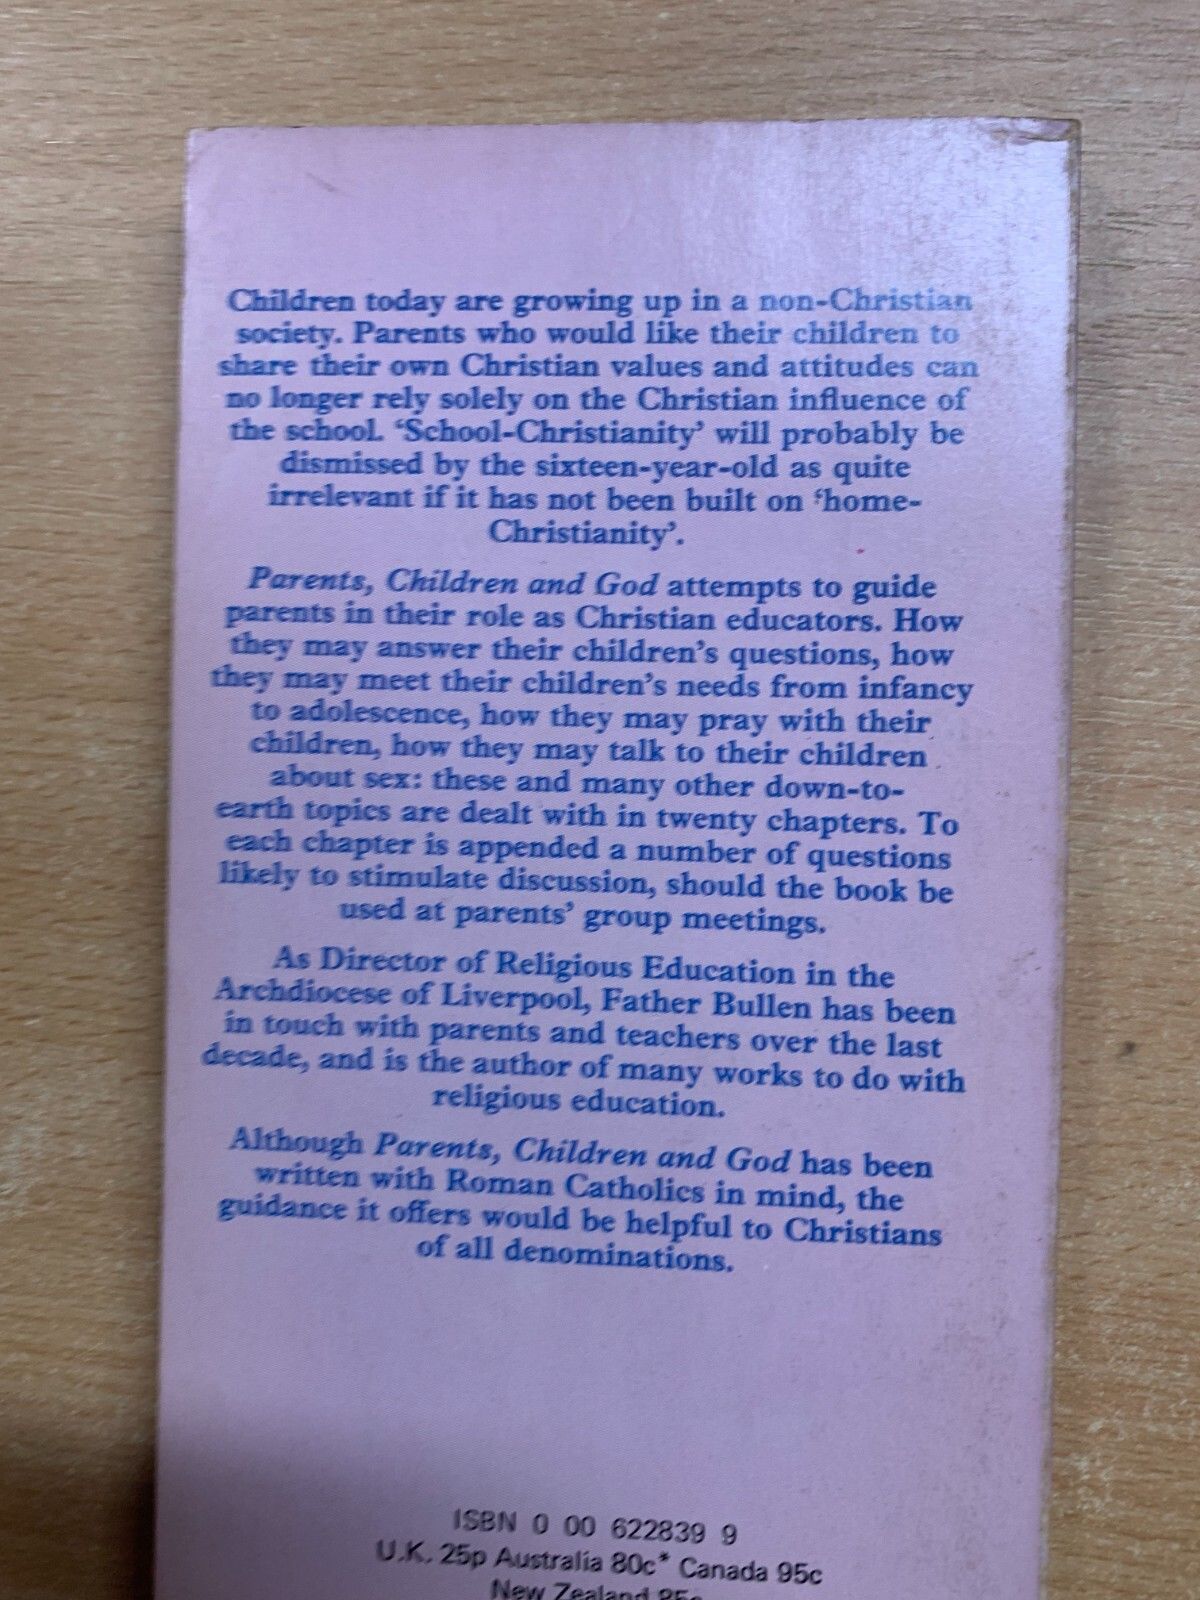 Children today are growing up in a non-Christian
society. Parents who would like their children to
share their own Christian values and attitudes can
no longer rely solely on the Christian influence of
the school. ‘School-Christianity’ will probably be
dismissed by the sixteen-year-old as quite
irrelevant if it has not been built on ‘home-
Christianity’.
Parents, Children and God attempts to guide
parents in their role as Christian educators. How
they may answer their children’s questions, how
they may meet their children’s needs from infancy
to adolescence, how they may pray with their
children, how they may talk to their children
about sex: these and many other down-to-
earth topics are dealt with in twenty chapters. To
each chapter is appended a number of questions
likely to stimulate discussion, should the book be
used at parents’ group meetings.
As Director of Religious Education in the
Archdiocese of Liverpool, Father Bullen has been
in touch with parents and teachers over the last
decade, and is the author of many works to do with
religious education.
Although Parents, Children and God has been
written with Roman Catholics in mind, the
guidance it offers would be helpful to Christians
of all denominations.
ISBN 0 00 622839 9
U.K. 25p Australia 80c* Canada 95c
New Zealand